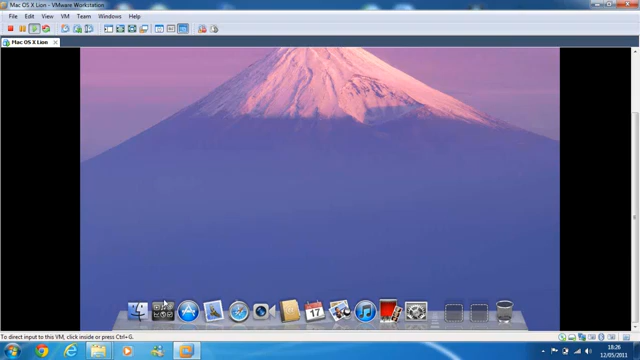 Mac OS X Lion - VMware Workstation
File Edit View VM Team Windows Help
Mac OS X Lion
17
To direct input to this VM, click inside or press Ctrl+G.
18:26
12/05/2011